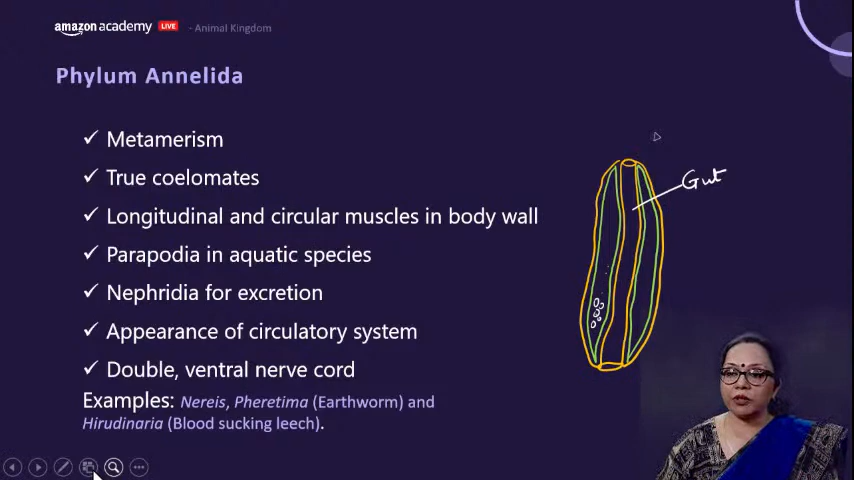 amazon academy LIVE - Animal Kingdom
Phylum Annelida
✓ Metamerism
✓ True coelomates
✓ Longitudinal and circular muscles in body wall
✓ Parapodia in aquatic species
✓ Nephridia for excretion
✓ Appearance of circulatory system
✓ Double, ventral nerve cord
Examples: Nereis, Pheretima (Earthworm) and
Hirudinaria (Blood sucking leech).
Gut